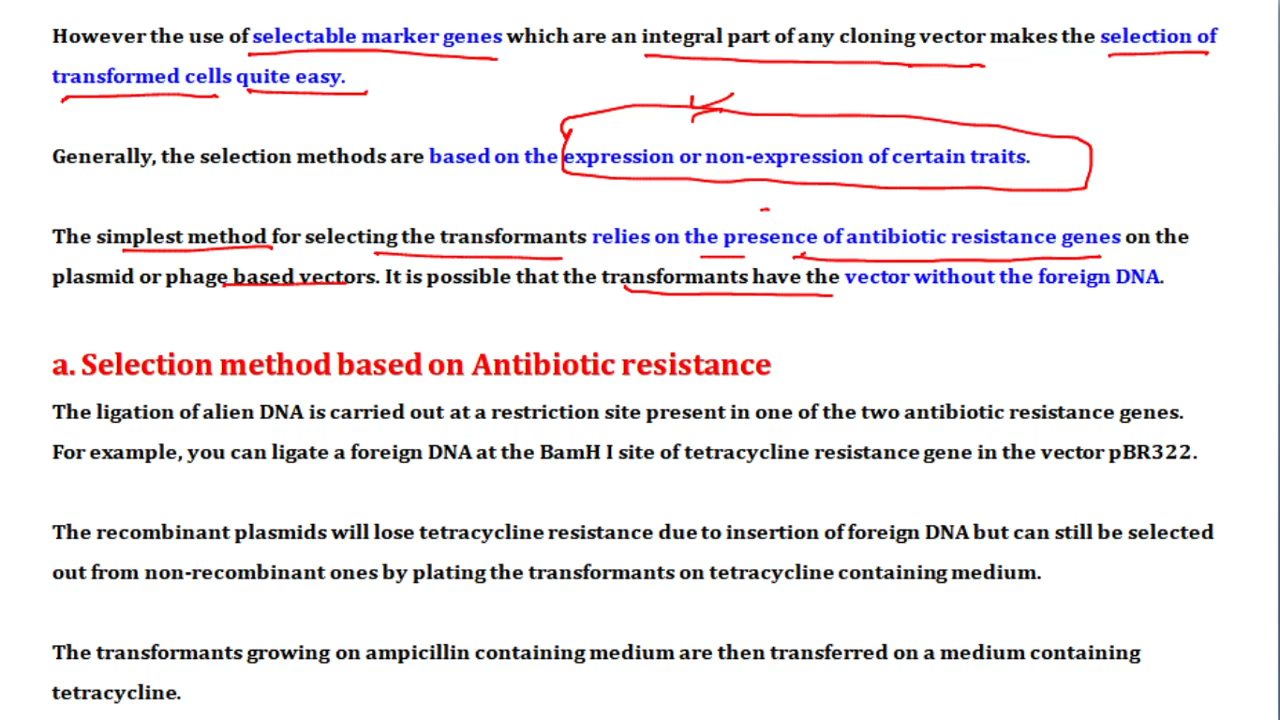 However the use of selectable marker genes which are an integral part of any cloning vector makes the selection of
transformed cells quite easy.
Generally, the selection methods are based on the expression or non-expression of certain traits.
The simplest method for selecting the transformants relies on the presence of antibiotic resistance genes on the
plasmid or phage based vectors. It is possible that the transformants have the vector without the foreign DNA.
a. Selection method based on Antibiotic resistance
The ligation of alien DNA is carried out at a restriction site present in one of the two antibiotic resistance genes.
For example, you can ligate a foreign DNA at the BamH I site of tetracycline resistance gene in the vector pBR322.
The recombinant plasmids will lose tetracycline resistance due to insertion of foreign DNA but can still be selected
out from non-recombinant ones by plating the transformants on tetracycline containing medium.
The transformants growing on ampicillin containing medium are then transferred on a medium containing
tetracycline.